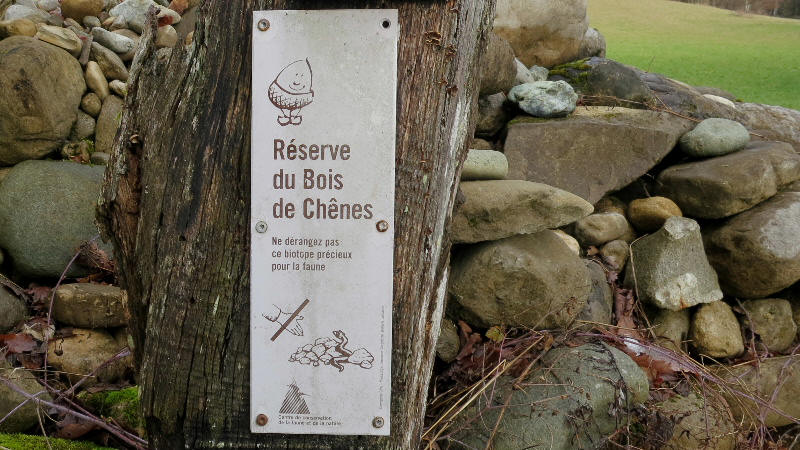 Réserve
du Bois
de Chênes
Ne dérangez pas
ce biotope précieux
pour la faune
Centre de conservation
de la faune et de la nature